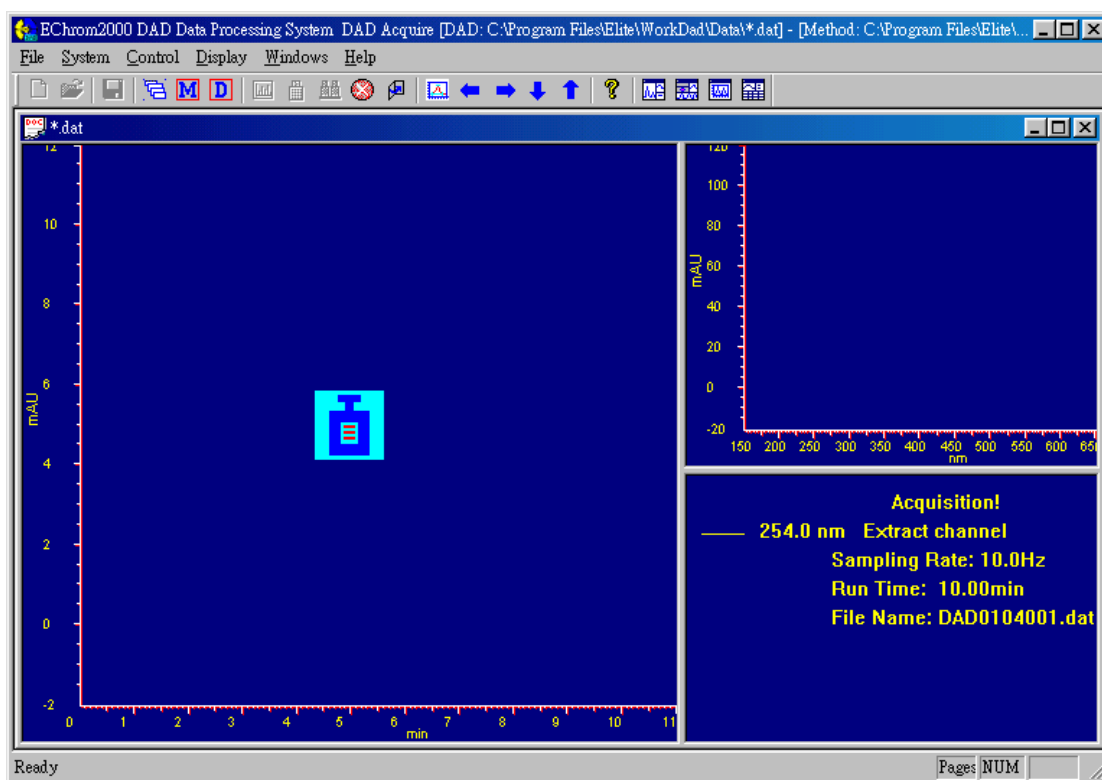 EChrom2000 DAD Data Processing System DAD Acquire [DAD: C:\Program Files\Elite\WorkDad\Data\*.dat] - [Method: C:\Program Files\Elite\...
File System Control Display Windows Help
M D
DOC *.dat
12
10
8
6
4
2
0
-2
mAU
0 1 2 3 4 5 6 7 8 9 10 11
min
120
100
80
60
40
20
0
-20
mAU
150 200 250 300 350 400 450 500 550 600 65
nm
Acquisition!
254.0 nm Extract channel
Sampling Rate: 10.0Hz
Run Time: 10.00min
File Name: DAD0104001.dat
Ready Pages NUM